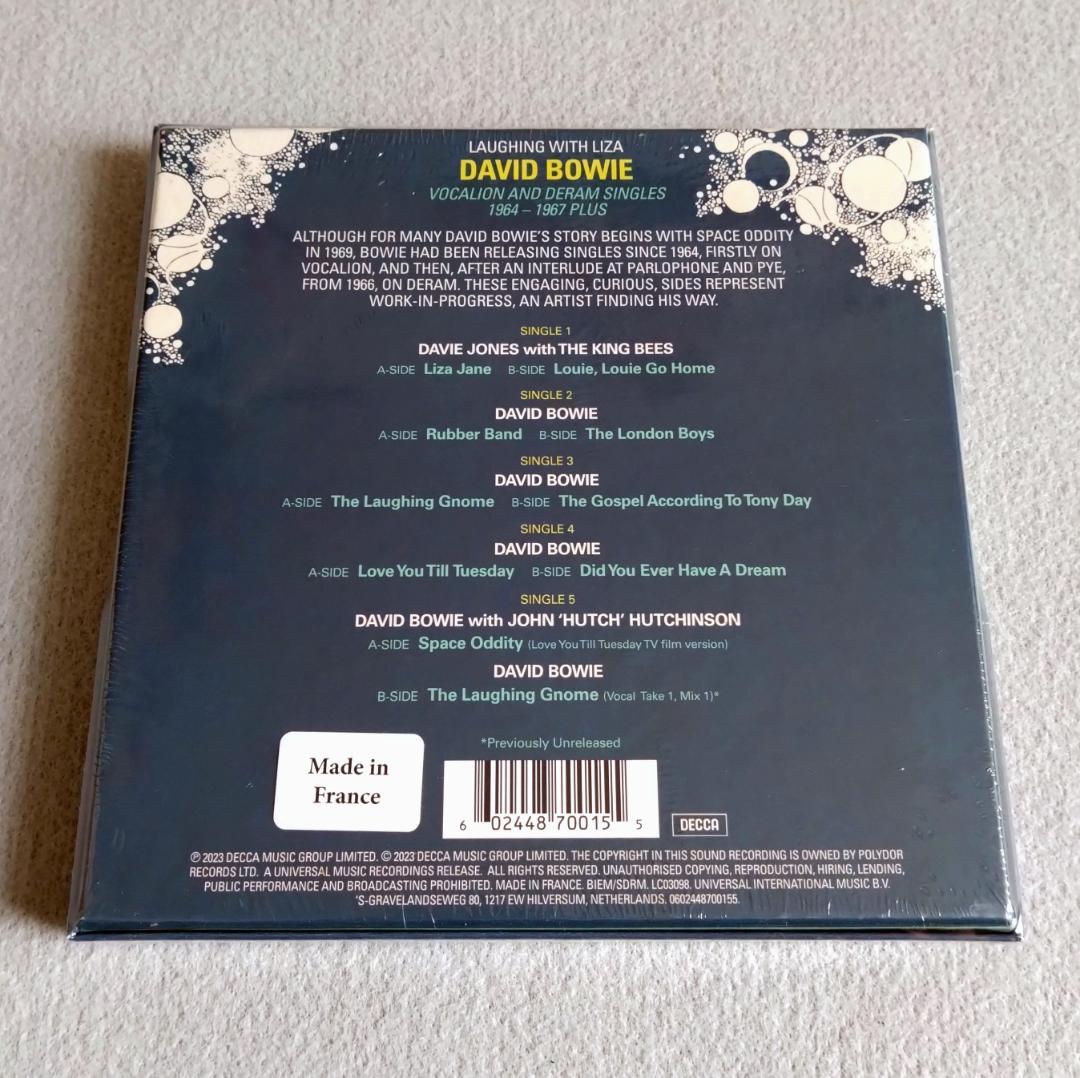 LAUGHING WITH LIZA
DAVID BOWIE
VOCALION AND DERAM SINGLES
1964 – 1967 PLUS
ALTHOUGH FOR MANY DAVID BOWIE'S STORY BEGINS WITH SPACE ODDITY
IN 1969, BOWIE HAD BEEN RELEASING SINGLES SINCE 1964, FIRSTLY ON
VOCALION, AND THEN, AFTER AN INTERLUDE AT PARLOPHONE AND PYE,
FROM 1966, ON DERAM. THESE ENGAGING, CURIOUS, SIDES REPRESENT
WORK-IN-PROGRESS, AN ARTIST FINDING HIS WAY.
SINGLE 1
DAVIE JONES with THE KING BEES
A-SIDE Liza Jane B-SIDE Louie, Louie Go Home
SINGLE 2
DAVID BOWIE
A-SIDE Rubber Band B-SIDE The London Boys
SINGLE 3
DAVID BOWIE
A-SIDE The Laughing Gnome B-SIDE The Gospel According To Tony Day
SINGLE 4
DAVID BOWIE
A-SIDE Love You Till Tuesday B-SIDE Did You Ever Have A Dream
SINGLE 5
DAVID BOWIE with JOHN 'HUTCH' HUTCHINSON
A-SIDE Space Oddity (Love You Till Tuesday TV film version)
DAVID BOWIE
B-SIDE The Laughing Gnome (Vocal Take 1, Mix 1)*
*Previously Unreleased
Made in
France
6 02448 70015 5
DECCA
℗ 2023 DECCA MUSIC GROUP LIMITED. © 2023 DECCA MUSIC GROUP LIMITED. THE COPYRIGHT IN THIS SOUND RECORDING IS OWNED BY POLYDOR
RECORDS LTD. A UNIVERSAL MUSIC RECORDINGS RELEASE. ALL RIGHTS RESERVED. UNAUTHORISED COPYING, REPRODUCTION, HIRING, LENDING,
PUBLIC PERFORMANCE AND BROADCASTING PROHIBITED. MADE IN FRANCE. BIEM/SDRM. LC03098. UNIVERSAL INTERNATIONAL MUSIC B.V.
'S-GRAVELANDSEWEG 80, 1217 EW HILVERSUM, NETHERLANDS. 0602448700155.